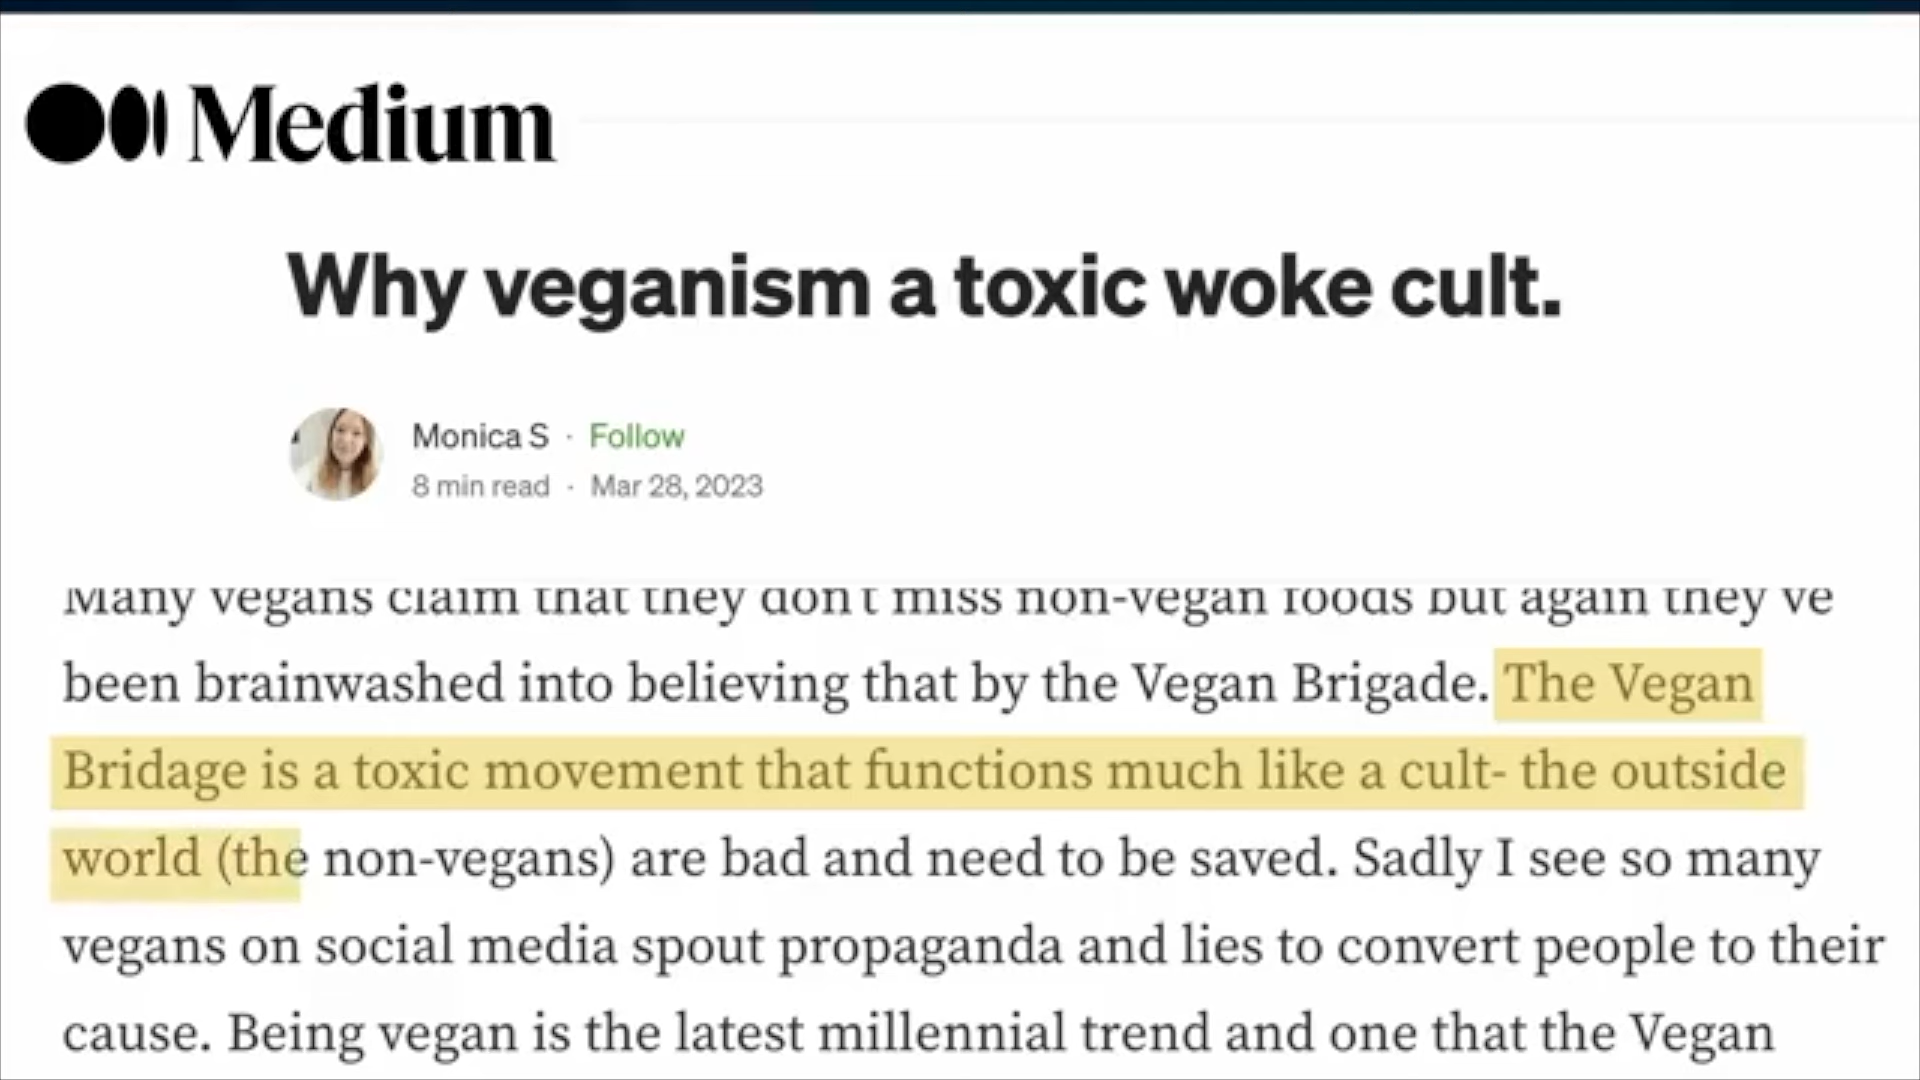 Medium
Why veganism a toxic woke cult.
Monica S · Follow
8 min read · Mar 28, 2023
Many vegans claim that they don't miss non-vegan foods but again they've
been brainwashed into believing that by the Vegan Brigade. The Vegan
Bridage is a toxic movement that functions much like a cult- the outside
world (the non-vegans) are bad and need to be saved. Sadly I see so many
vegans on social media spout propaganda and lies to convert people to their
cause. Being vegan is the latest millennial trend and one that the Vegan